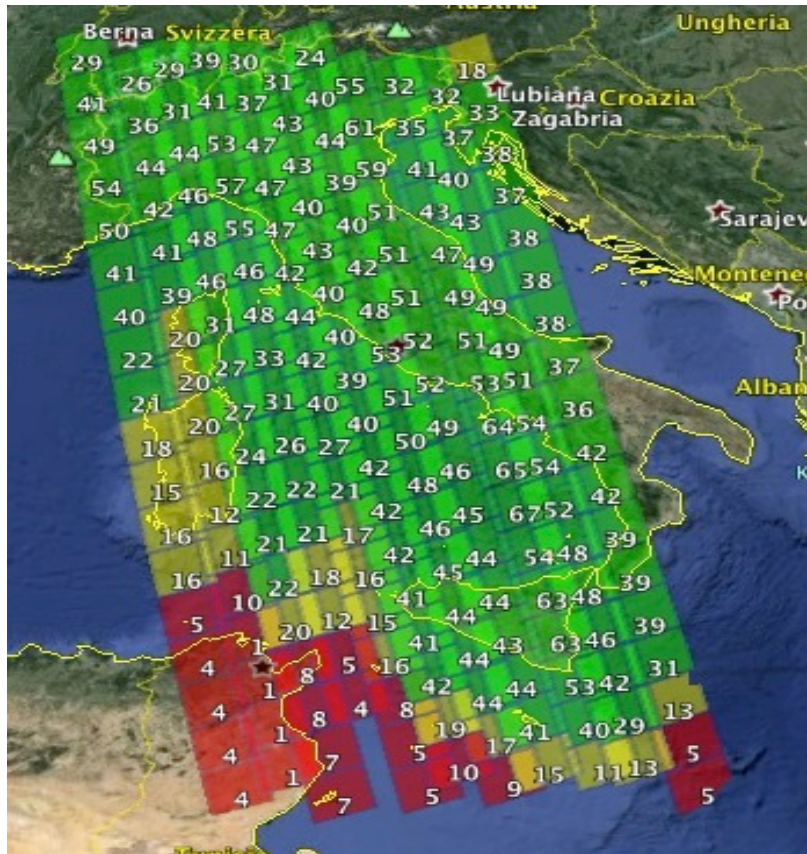 Berna Svizzera Ungheria
29 26 29 39 30 24
41 36 31 41 37 31 40 55 32 32 18
Lubiana Croazia
Zagabria
49 44 44 53 47 43 44 61 35 37 33
54 42 46 57 47 43 39 59 41 40 38
50 41 48 55 47 40 40 51 43 43 37
Sarajev
41 39 46 46 42 43 42 51 47 49 38
Montene
Po
40 20 31 48 44 40 48 51 49 49 38
22 20 27 33 42 40 53 52 51 49 38
Alban
21 20 27 31 40 39 51 52 53 51 37
18 16 24 26 27 40 50 49 64 54 36
K
15 12 22 22 21 42 48 46 65 54 42
16 11 21 21 17 42 46 45 67 52 42
16 10 22 18 16 42 45 44 54 48 39
5 1 20 12 15 41 44 44 63 48 39
4 1 8 5 16 41 44 43 63 46 39
4 1 8 4 8 42 44 44 53 42 31
4 1 7 5 19 17 41 40 29 13
4 7 5 10 9 15 11 13 5
5